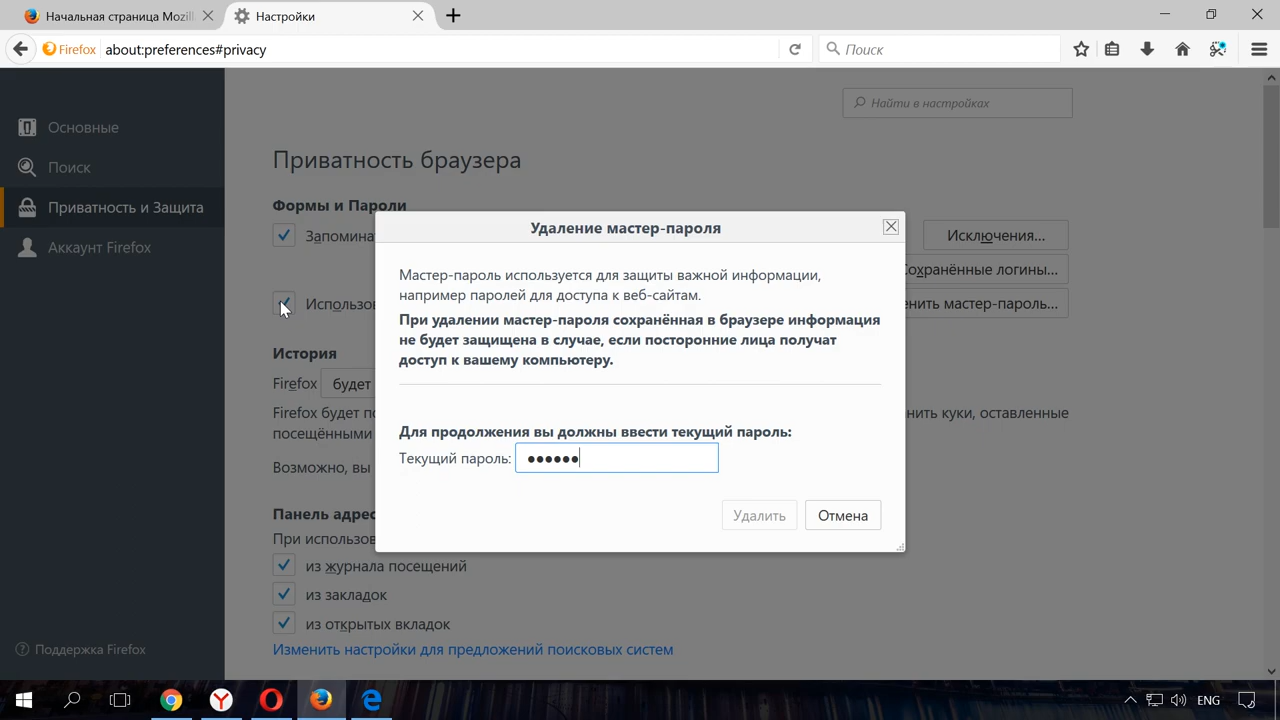 Начальная страница Mozil
Настройки
Firefox
about:preferences#privacy
Поиск
Основные
Поиск
Приватность и Защита
Аккаунт Firefox
Поддержка Firefox
Найти в настройках
Приватность браузера
Формы и Пароли
Запомина
Исключения...
Сохранённые логины...
Использов
енить мастер-пароль...
История
Firefox будет
Firefox будет п
нить куки, оставленные
посещёнными
Возможно, вы
Панель адрес
При использов
из журнала посещений
из закладок
из открытых вкладок
Изменить настройки для предложений поисковых систем
Удаление мастер-пароля
Мастер-пароль используется для защиты важной информации,
например паролей для доступа к веб-сайтам.
При удалении мастер-пароля сохранённая в браузере информация
не будет защищена в случае, если посторонние лица получат
доступ к вашему компьютеру.
Для продолжения вы должны ввести текущий пароль:
Текущий пароль: ●●●●●●
Удалить
Отмена
ENG